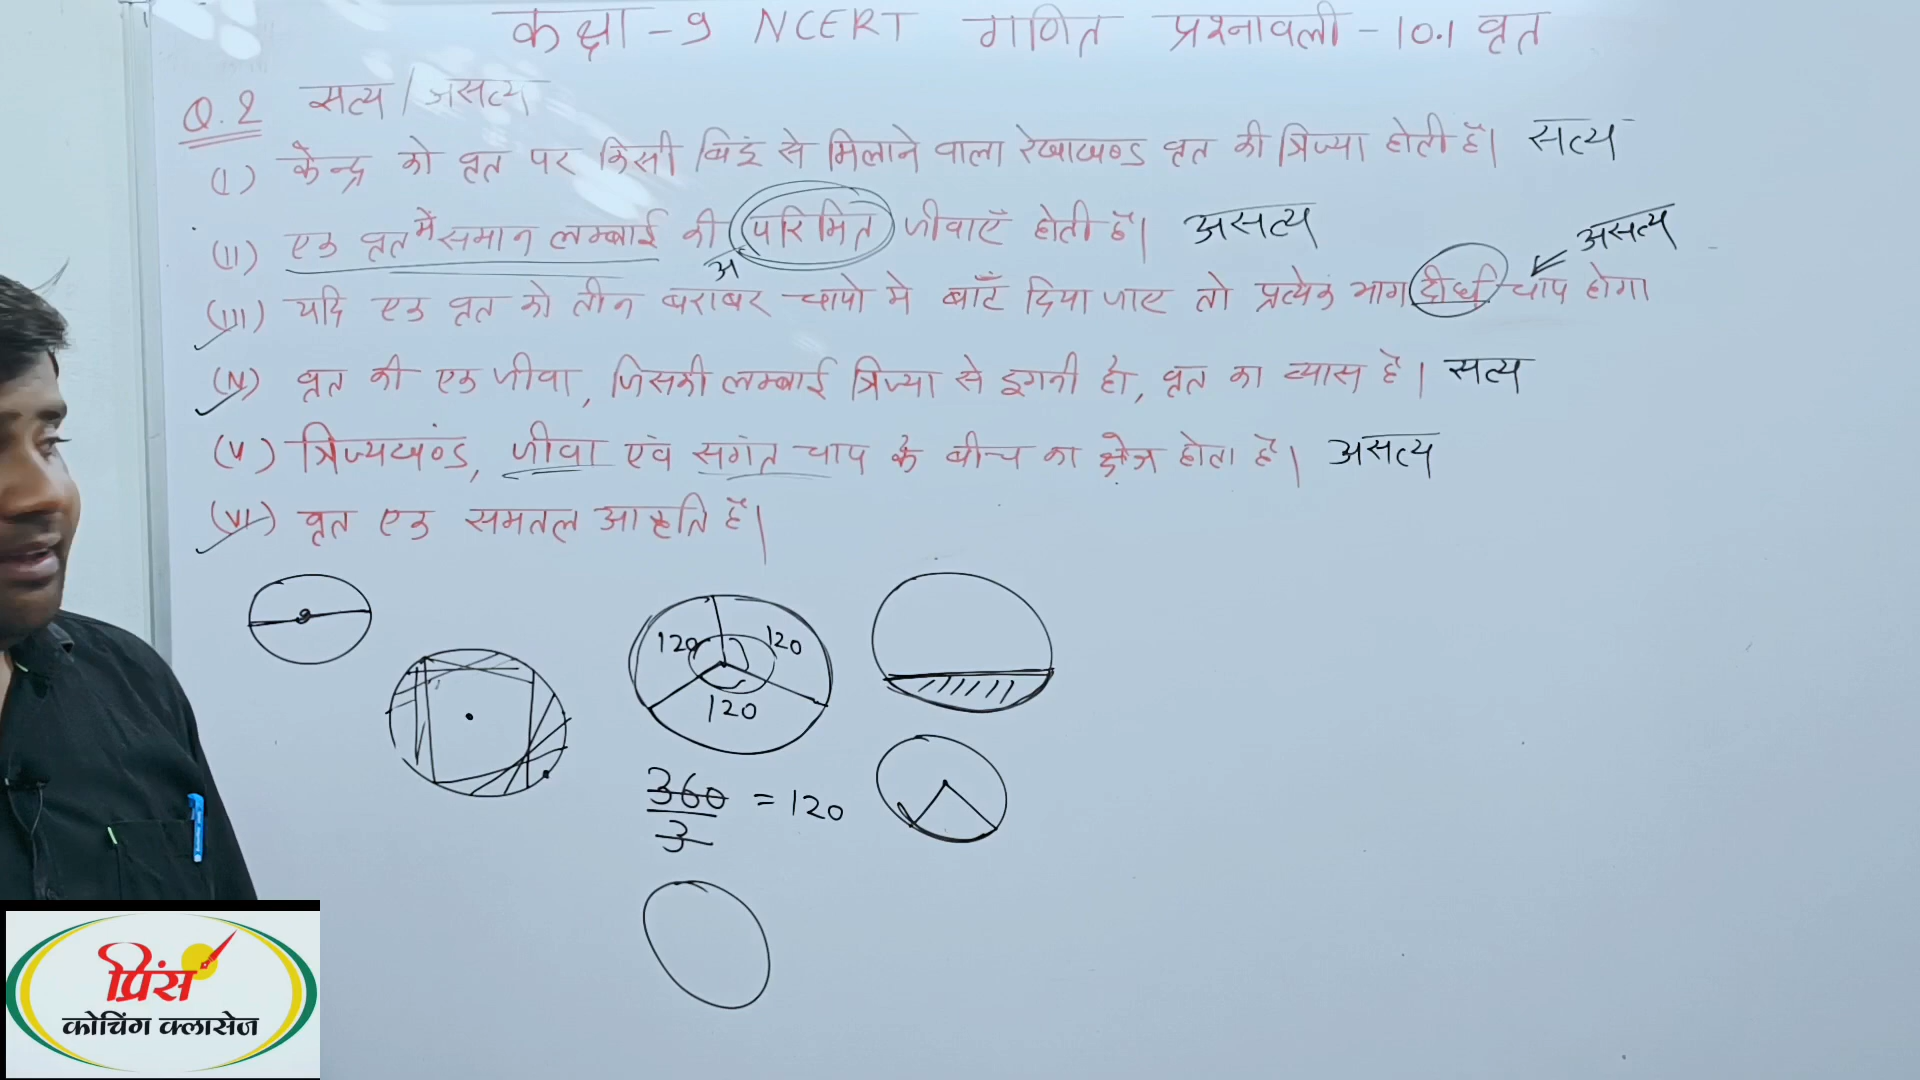 कक्षा - 9 NCERT गणित प्रश्नावली - 10.1 वृत
Q. 2 सत्य / असत्य
(I) केन्द्र को वृत पर किसी बिंदु से मिलाने वाला रेखाखण्ड वृत की त्रिज्या होती है। सत्य
(II) एक वृत में समान लम्बाई की परिमित जीवाएँ होती हैं। असत्य
अ
असत्य
(III) यदि एक वृत को तीन बराबर चापो मे बाँट दिया जाए तो प्रत्येक भाग दीर्घ चाप होगा
(IV) वृत की एक जीवा, जिसकी लम्बाई त्रिज्या से दुगनी हो, वृत का व्यास है। सत्य
(V) त्रिज्यखण्ड, जीवा एवं सगंत चाप के बीच का क्षेत्र होता है। असत्य
(VI) वृत एक समतल आकृति है।
120 120
120
360
3
= 120
प्रिंस
कोचिंग क्लासेज